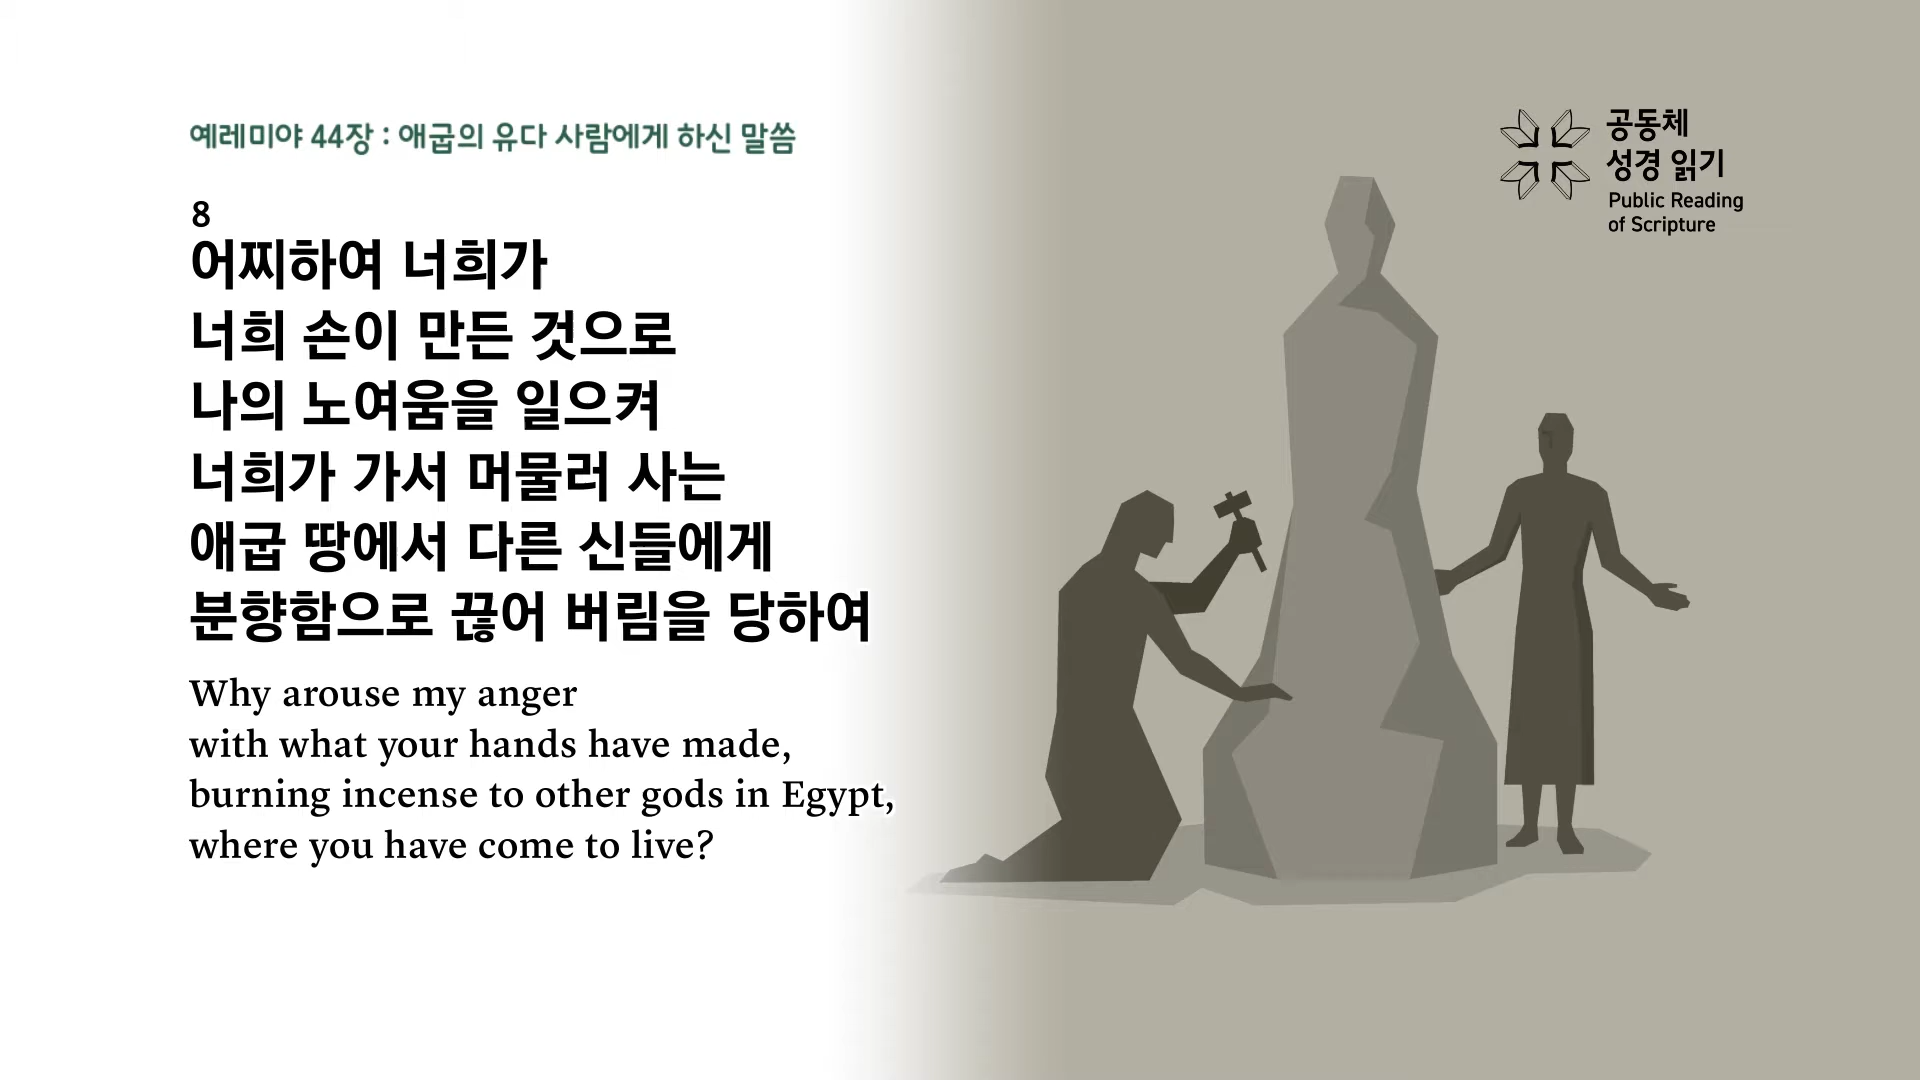 예레미야 44장 : 애굽의 유다 사람에게 하신 말씀
8
어찌하여 너희가
너희 손이 만든 것으로
나의 노여움을 일으켜
너희가 가서 머물러 사는
애굽 땅에서 다른 신들에게
분향함으로 끊어 버림을 당하여
Why arouse my anger
with what your hands have made,
burning incense to other gods in Egypt,
where you have come to live?
공동체
성경 읽기
Public Reading
of Scripture